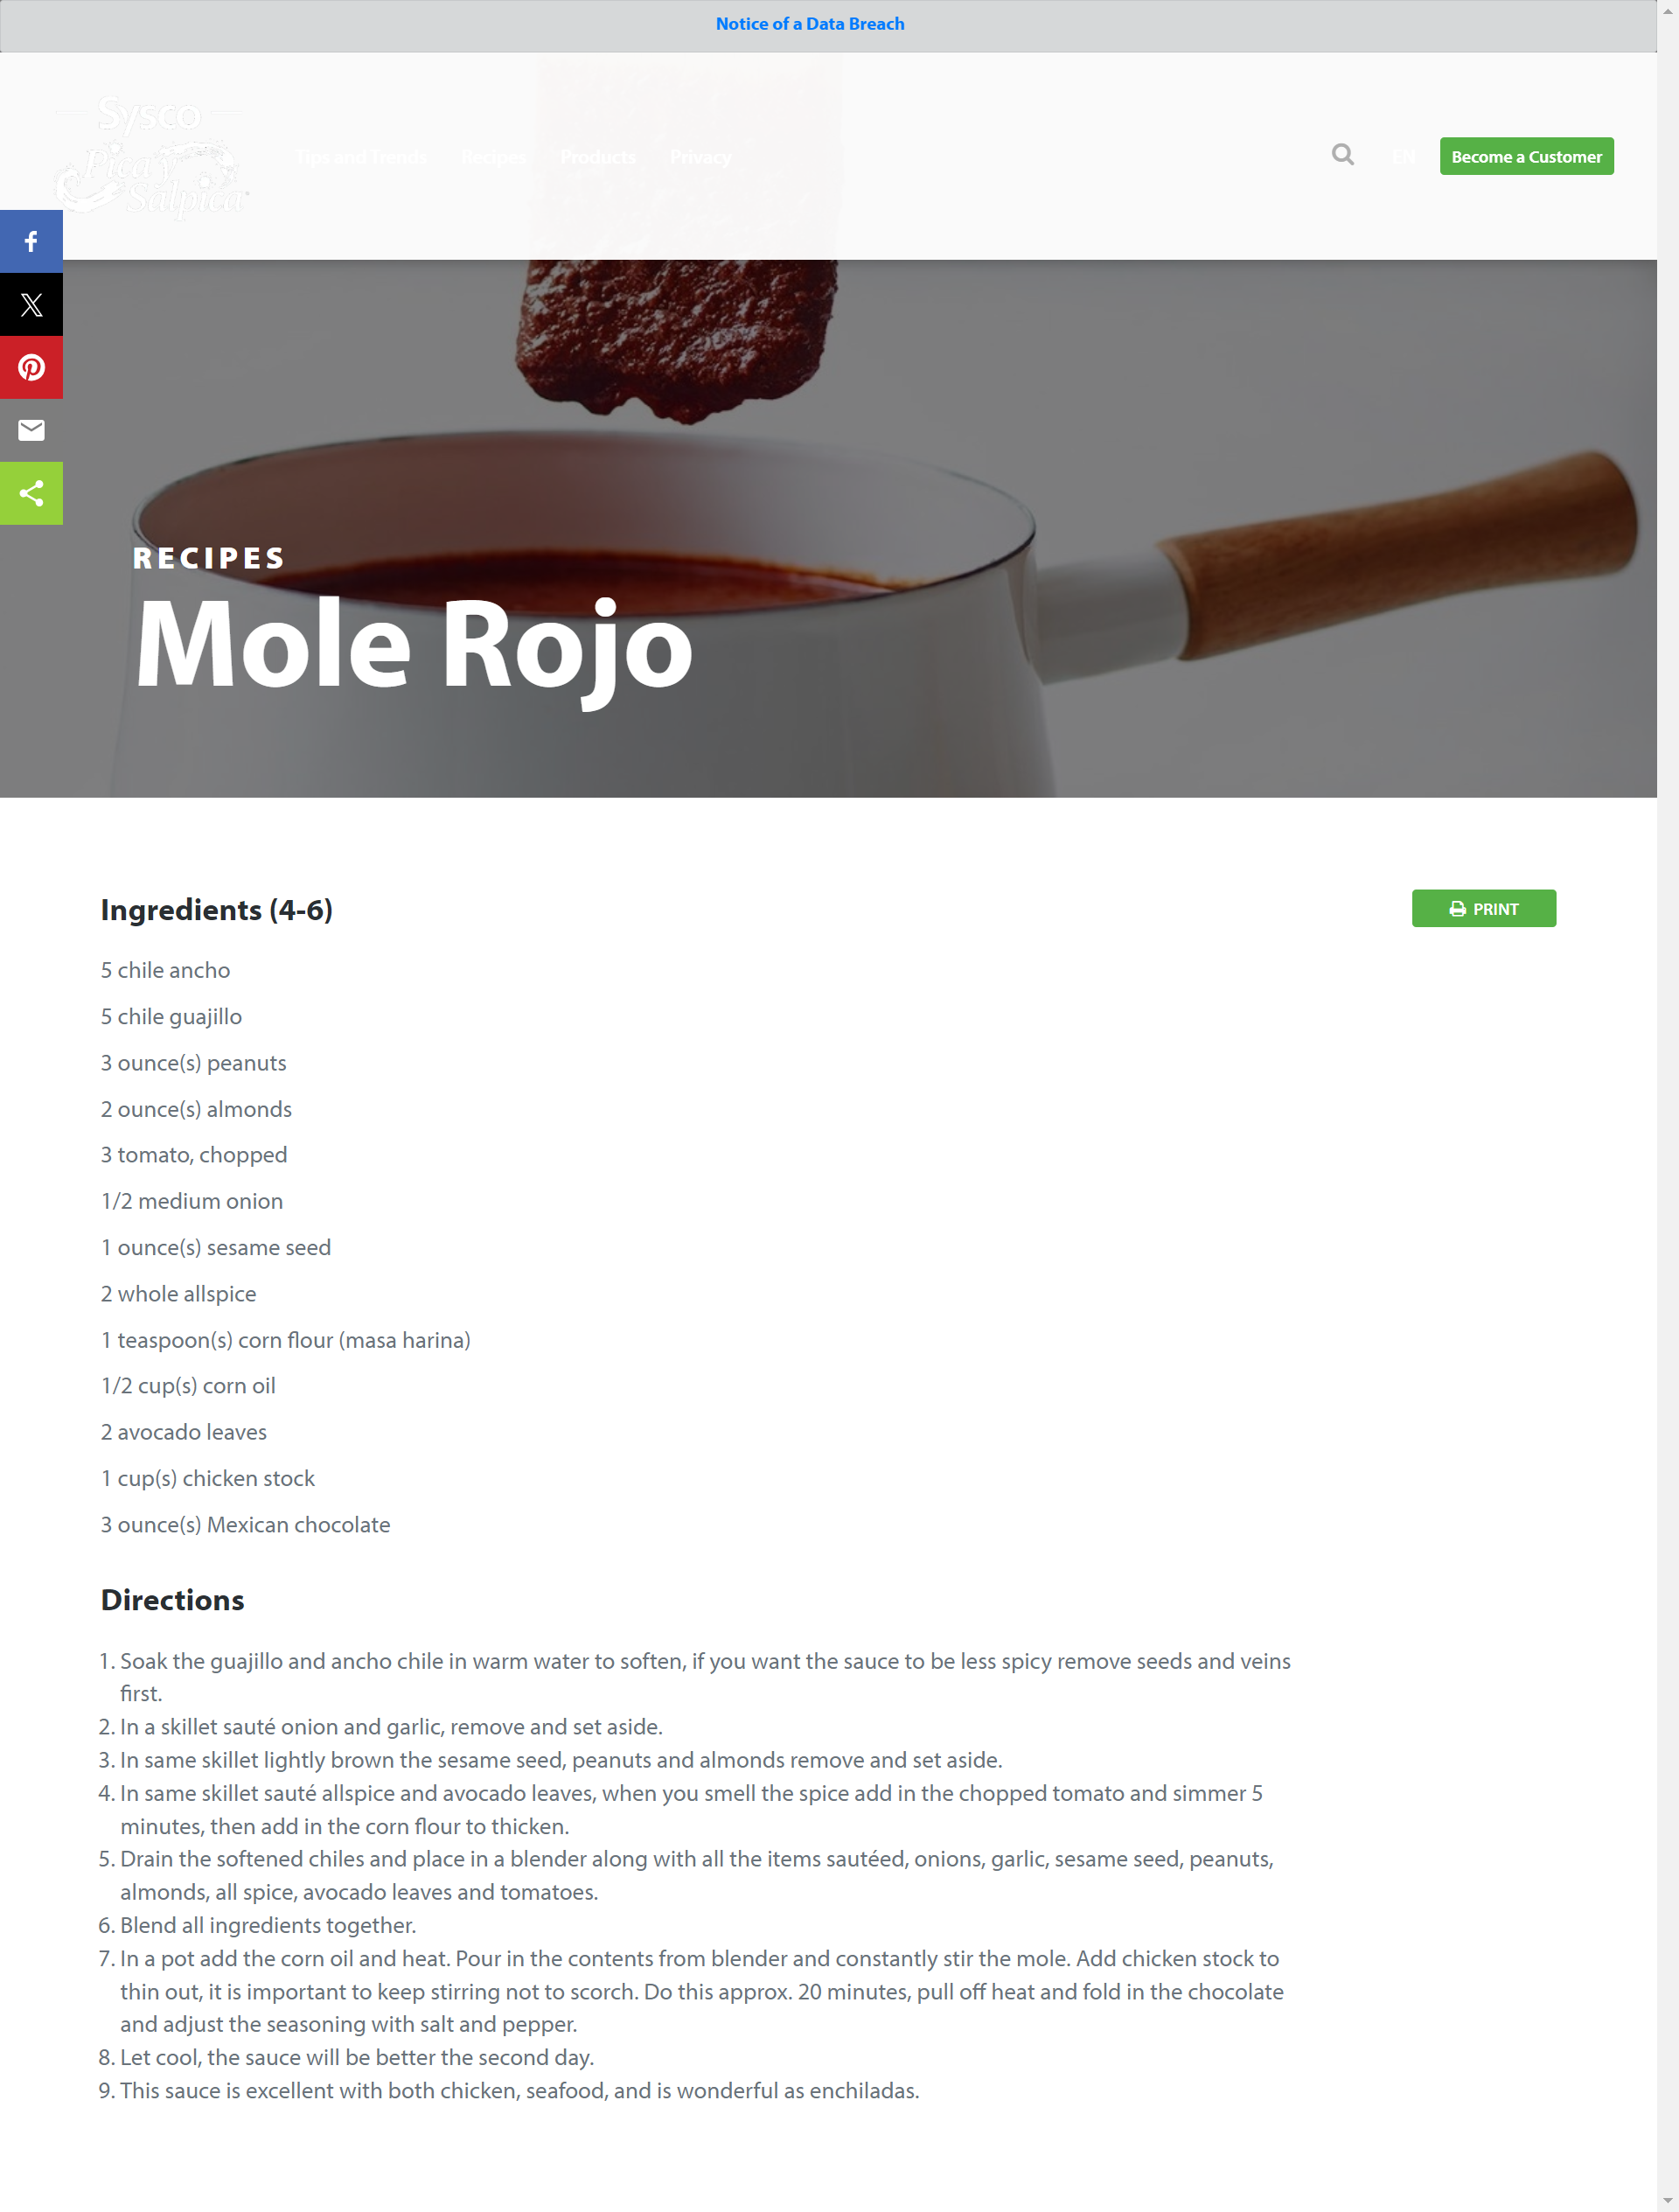 Notice of a Data Breach
Sysco
Pica y
Salpica
Tips and Trends Recipes Products Privacy
EN
Become a Customer
RECIPES
Mole Rojo
Ingredients (4-6)
PRINT
5 chile ancho
5 chile guajillo
3 ounce(s) peanuts
2 ounce(s) almonds
3 tomato, chopped
1/2 medium onion
1 ounce(s) sesame seed
2 whole allspice
1 teaspoon(s) corn flour (masa harina)
1/2 cup(s) corn oil
2 avocado leaves
1 cup(s) chicken stock
3 ounce(s) Mexican chocolate
Directions
1. Soak the guajillo and ancho chile in warm water to soften, if you want the sauce to be less spicy remove seeds and veins
first.
2. In a skillet sauté onion and garlic, remove and set aside.
3. In same skillet lightly brown the sesame seed, peanuts and almonds remove and set aside.
4. In same skillet sauté allspice and avocado leaves, when you smell the spice add in the chopped tomato and simmer 5
minutes, then add in the corn flour to thicken.
5. Drain the softened chiles and place in a blender along with all the items sautéed, onions, garlic, sesame seed, peanuts,
almonds, all spice, avocado leaves and tomatoes.
6. Blend all ingredients together.
7. In a pot add the corn oil and heat. Pour in the contents from blender and constantly stir the mole. Add chicken stock to
thin out, it is important to keep stirring not to scorch. Do this approx. 20 minutes, pull off heat and fold in the chocolate
and adjust the seasoning with salt and pepper.
8. Let cool, the sauce will be better the second day.
9. This sauce is excellent with both chicken, seafood, and is wonderful as enchiladas.